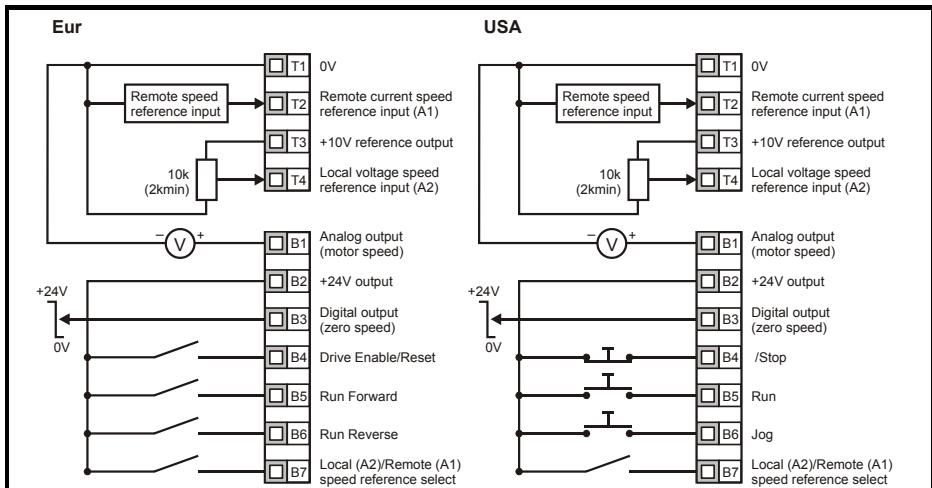 Eur
T1 0V
Remote speed
reference input
T2 Remote current speed
reference input (A1)
T3 +10V reference output
10k
(2kmin)
T4 Local voltage speed
reference input (A2)
− V +
B1 Analog output
(motor speed)
B2 +24V output
+24V
0V
B3 Digital output
(zero speed)
B4 Drive Enable/Reset
B5 Run Forward
B6 Run Reverse
B7 Local (A2)/Remote (A1)
speed reference select
USA
T1 0V
Remote speed
reference input
T2 Remote current speed
reference input (A1)
T3 +10V reference output
10k
(2kmin)
T4 Local voltage speed
reference input (A2)
− V +
B1 Analog output
(motor speed)
B2 +24V output
+24V
0V
B3 Digital output
(zero speed)
B4 /Stop
B5 Run
B6 Jog
B7 Local (A2)/Remote (A1)
speed reference select